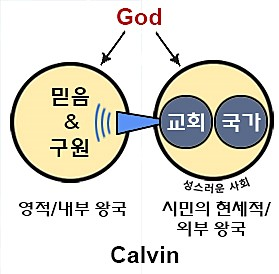 God
믿음
&
구원
교회
국가
성스러운 사회
영적/내부 왕국
시민의 현세적/
외부 왕국
Calvin